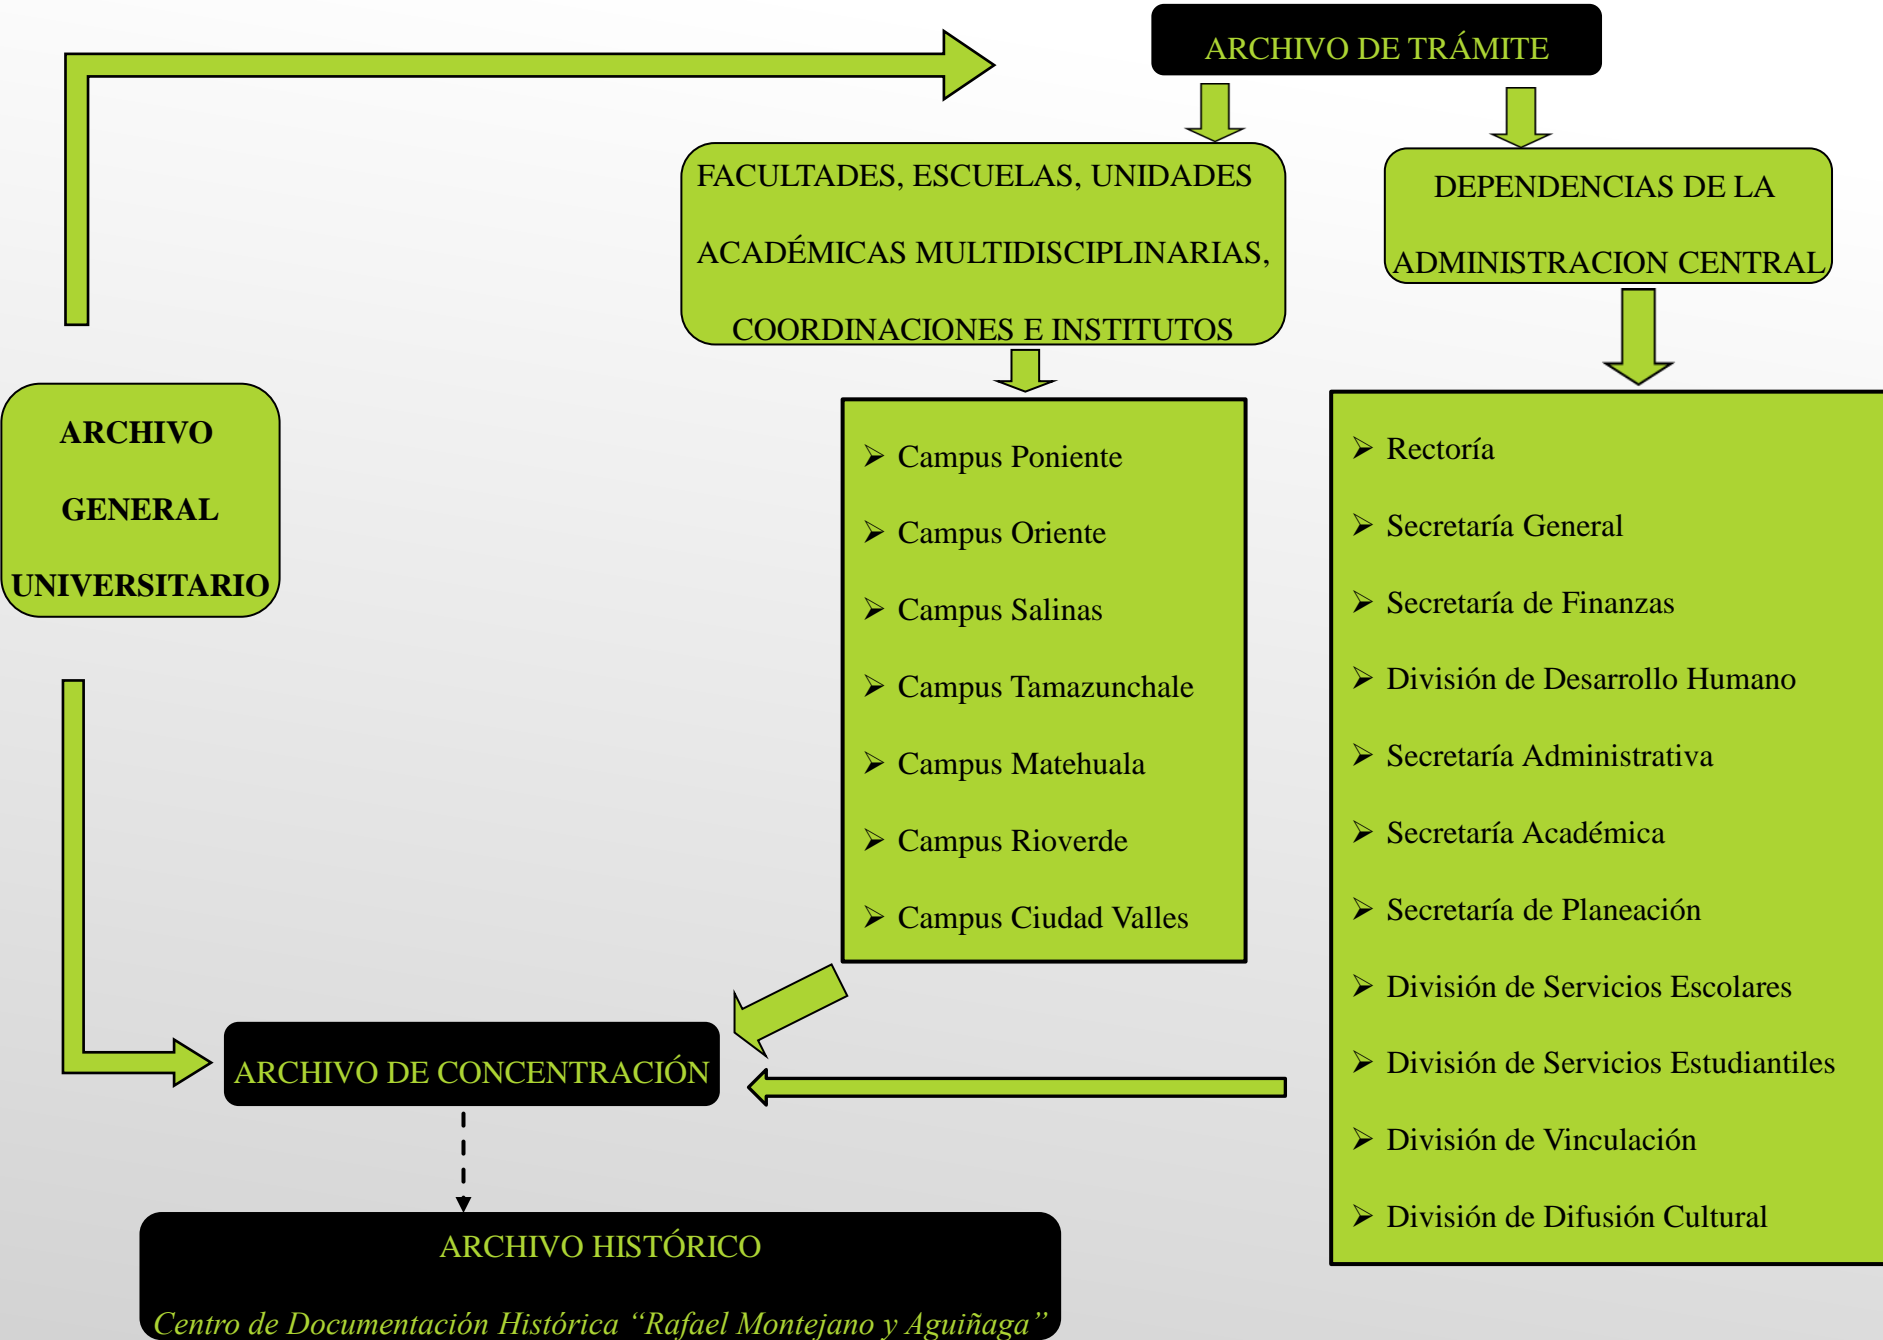 ARCHIVO DE TRÁMITE
FACULTADES, ESCUELAS, UNIDADES
ACADÉMICAS MULTIDISCIPLINARIAS,
COORDINACIONES E INSTITUTOS
DEPENDENCIAS DE LA
ADMINISTRACION CENTRAL
ARCHIVO
GENERAL
UNIVERSITARIO
➢ Campus Poniente
➢ Campus Oriente
➢ Campus Salinas
➢ Campus Tamazunchale
➢ Campus Matehuala
➢ Campus Rioverde
➢ Campus Ciudad Valles
➢ Rectoría
➢ Secretaría General
➢ Secretaría de Finanzas
➢ División de Desarrollo Humano
➢ Secretaría Administrativa
➢ Secretaría Académica
➢ Secretaría de Planeación
➢ División de Servicios Escolares
➢ División de Servicios Estudiantiles
➢ División de Vinculación
➢ División de Difusión Cultural
ARCHIVO DE CONCENTRACIÓN
ARCHIVO HISTÓRICO
Centro de Documentación Histórica “Rafael Montejano y Aguiñaga”